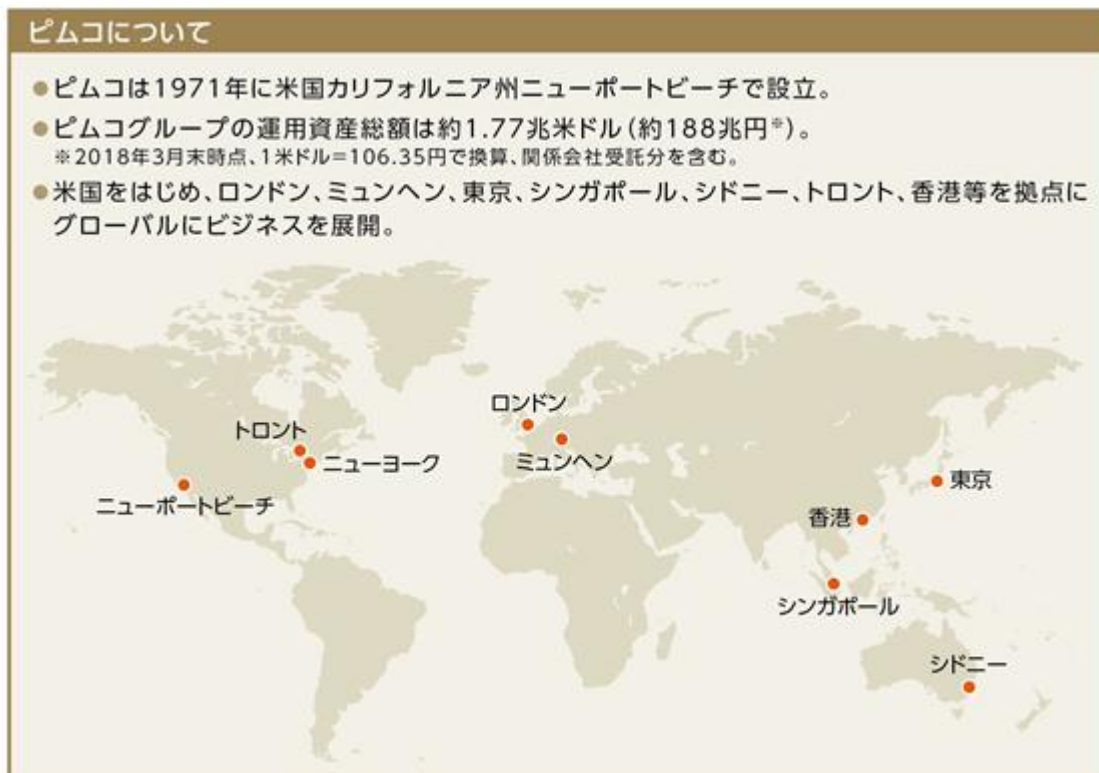 ピムコについて
●ピムコは1971年に米国カリフォルニア州ニューポートビーチで設立。
●ピムコグループの運用資産総額は約1.77兆米ドル(約188兆円※)。
※2018年3月末時点、1米ドル=106.35円で換算、関係会社受託分を含む。
●米国をはじめ、ロンドン、ミュンヘン、東京、シンガポール、シドニー、トロント、香港等を拠点に
グローバルにビジネスを展開。
ロンドン
トロント
ニューヨーク
ミュンヘン
東京
ニューポートビーチ
香港
シンガポール
シドニー